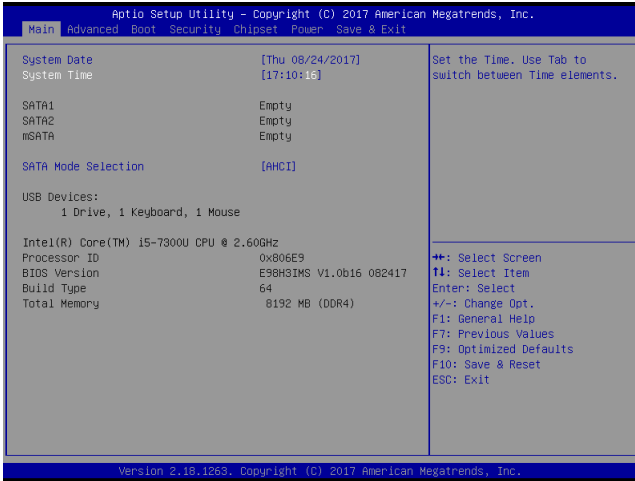 Aptio Setup Utility – Copyright (C) 2017 American Megatrends, Inc.
Main Advanced Boot Security Chipset Power Save & Exit
System Date [Thu 08/24/2017]
System Time [17:10:16]
SATA1 Empty
SATA2 Empty
mSATA Empty
SATA Mode Selection [AHCI]
USB Devices:
1 Drive, 1 Keyboard, 1 Mouse
Intel(R) Core(TM) i5-7300U CPU @ 2.60GHz
Processor ID 0x806E9
BIOS Version E98H3IMS V1.0b16 082417
Build Type 64
Total Memory 8192 MB (DDR4)
Set the Time. Use Tab to
switch between Time elements.
→←: Select Screen
↑↓: Select Item
Enter: Select
+/-: Change Opt.
F1: General Help
F7: Previous Values
F9: Optimized Defaults
F10: Save & Reset
ESC: Exit
Version 2.18.1263. Copyright (C) 2017 American Megatrends, Inc.